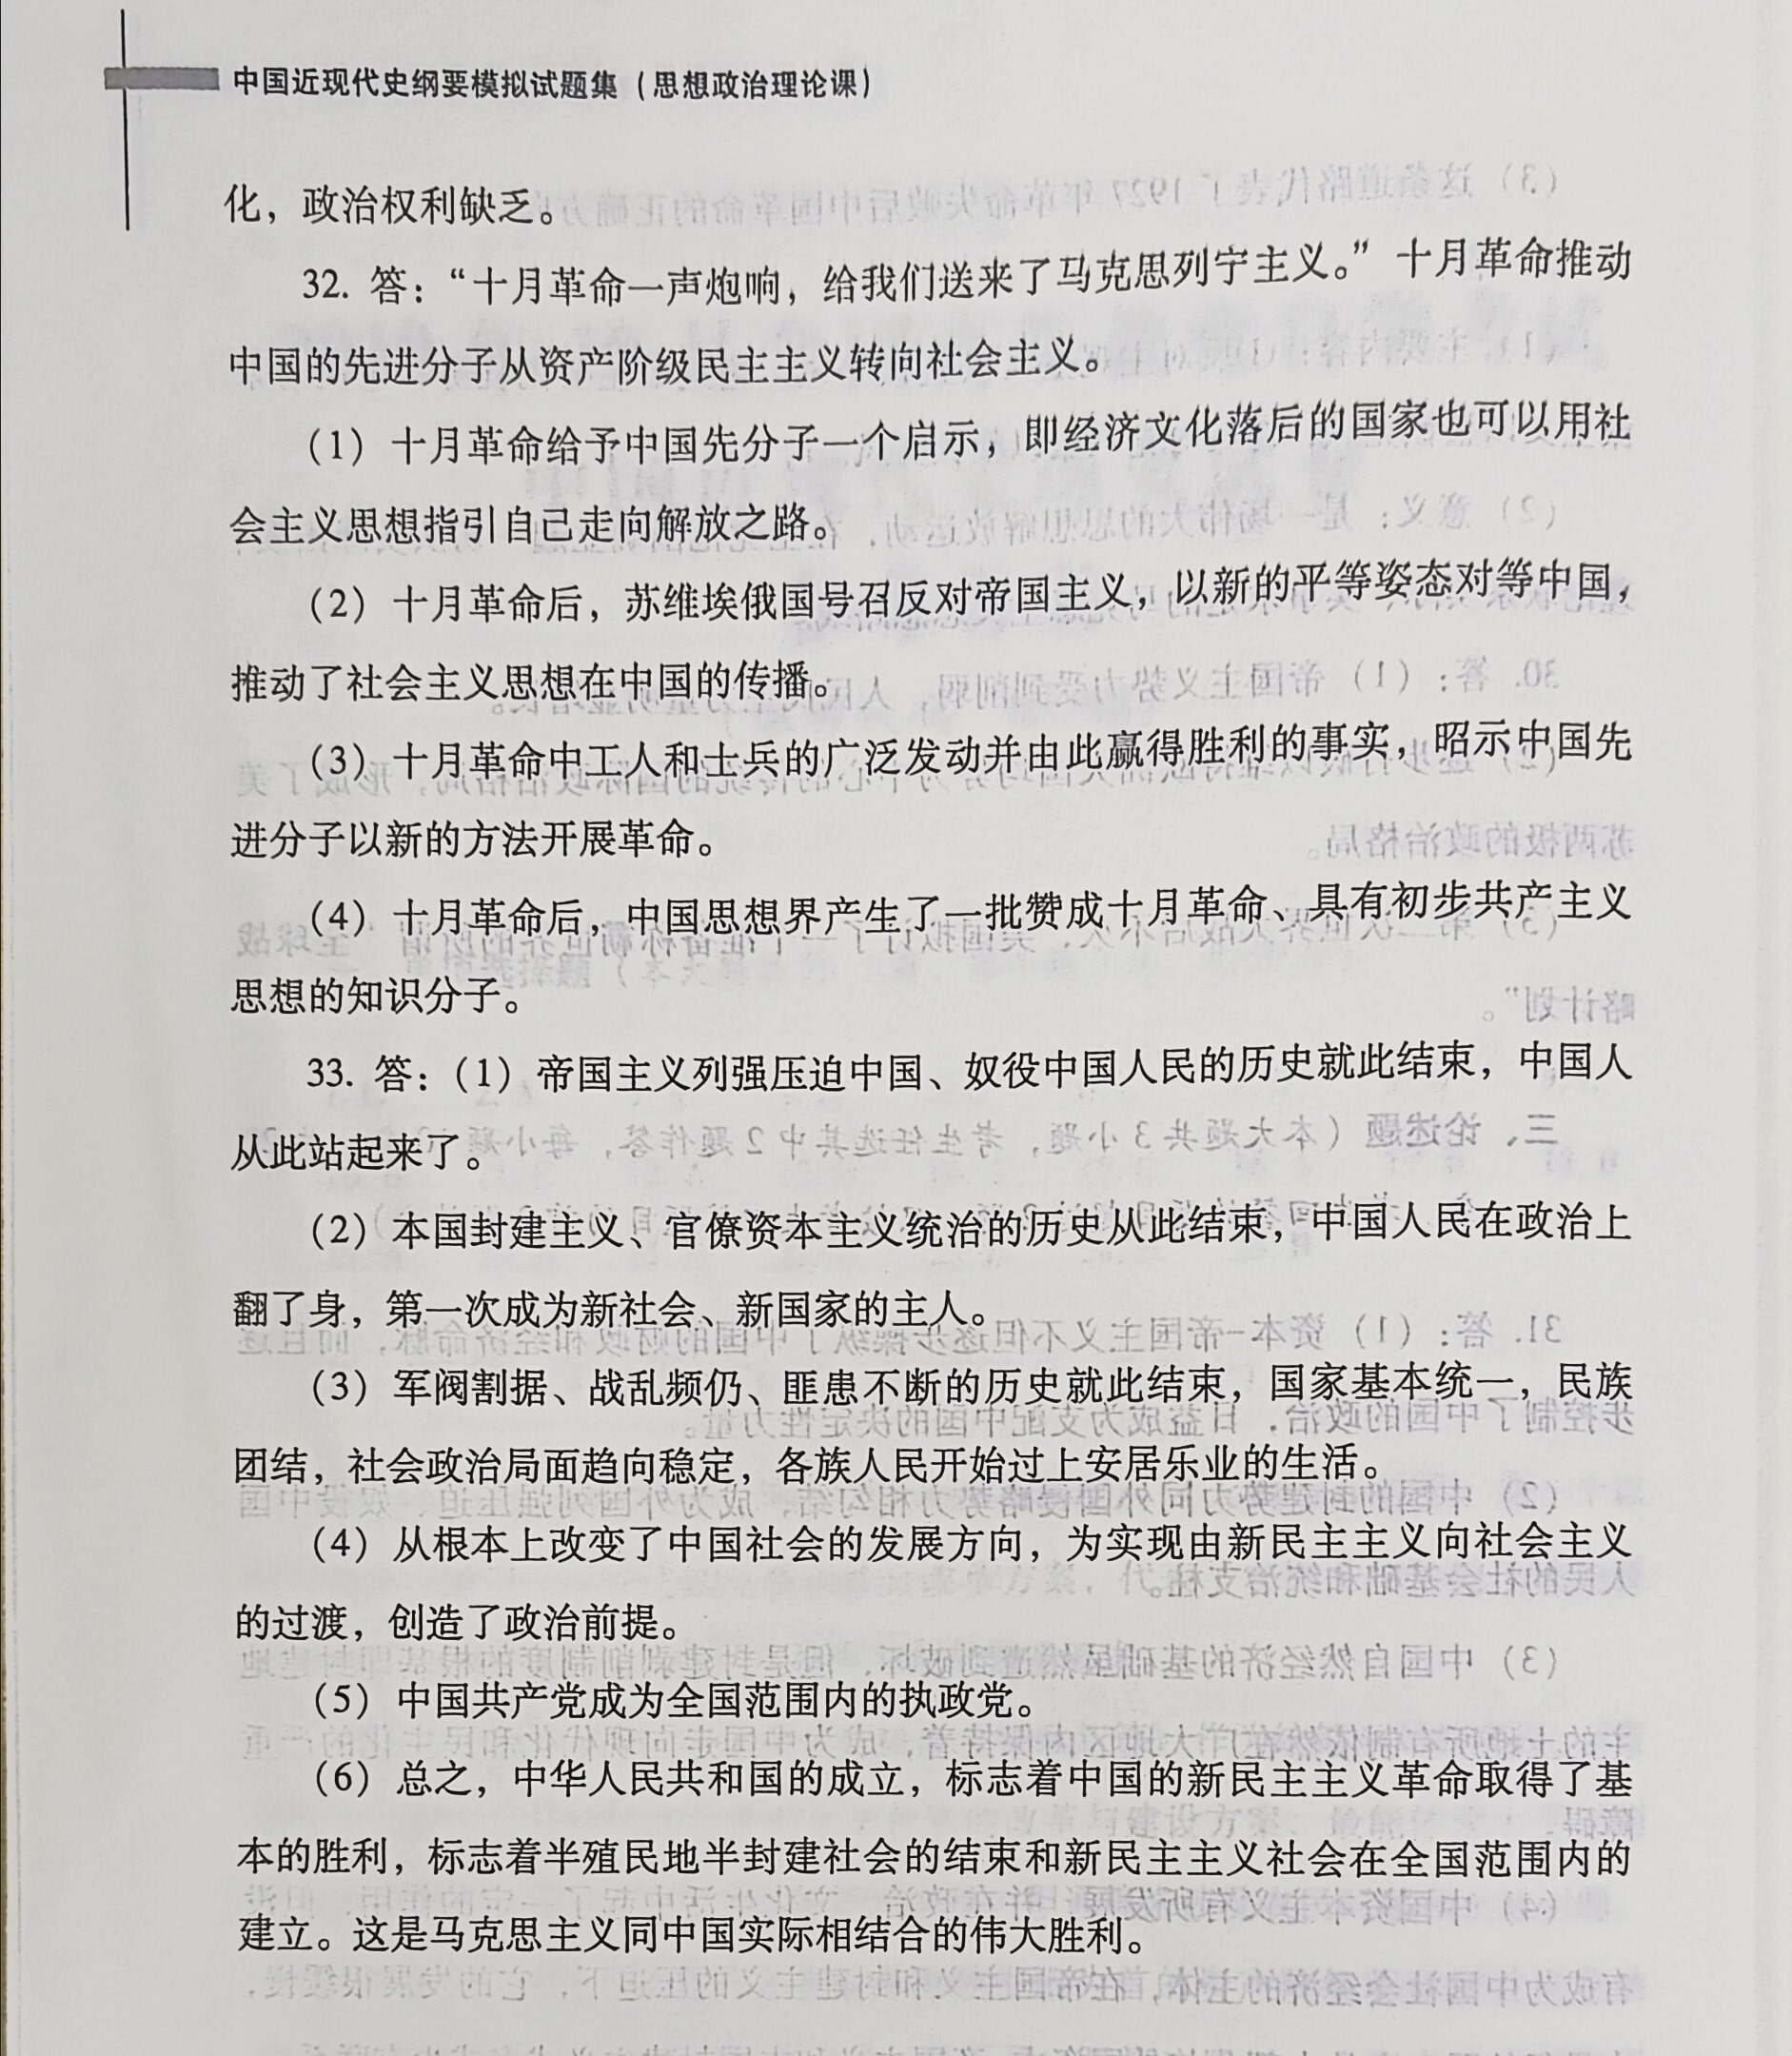 中国近现代史纲要模拟试题集（思想政治理论课）
化，政治权利缺乏。
32. 答：“十月革命一声炮响，给我们送来了马克思列宁主义。”十月革命推动
中国的先进分子从资产阶级民主主义转向社会主义。
（1）十月革命给予中国先分子一个启示，即经济文化落后的国家也可以用社
会主义思想指引自己走向解放之路。
（2）十月革命后，苏维埃俄国号召反对帝国主义，以新的平等姿态对等中国，
推动了社会主义思想在中国的传播。
（3）十月革命中工人和士兵的广泛发动并由此赢得胜利的事实，昭示中国先
进分子以新的方法开展革命。
（4）十月革命后，中国思想界产生了一批赞成十月革命、具有初步共产主义
思想的知识分子。
33. 答：（1）帝国主义列强压迫中国、奴役中国人民的历史就此结束，中国人
从此站起来了。
（2）本国封建主义、官僚资本主义统治的历史从此结束，中国人民在政治上
翻了身，第一次成为新社会、新国家的主人。
（3）军阀割据、战乱频仍、匪患不断的历史就此结束，国家基本统一，民族
团结，社会政治局面趋向稳定，各族人民开始过上安居乐业的生活。
（4）从根本上改变了中国社会的发展方向，为实现由新民主主义向社会主义
的过渡，创造了政治前提。
（5）中国共产党成为全国范围内的执政党。
（6）总之，中华人民共和国的成立，标志着中国的新民主主义革命取得了基
本的胜利，标志着半殖民地半封建社会的结束和新民主主义社会在全国范围内的
建立。这是马克思主义同中国实际相结合的伟大胜利。